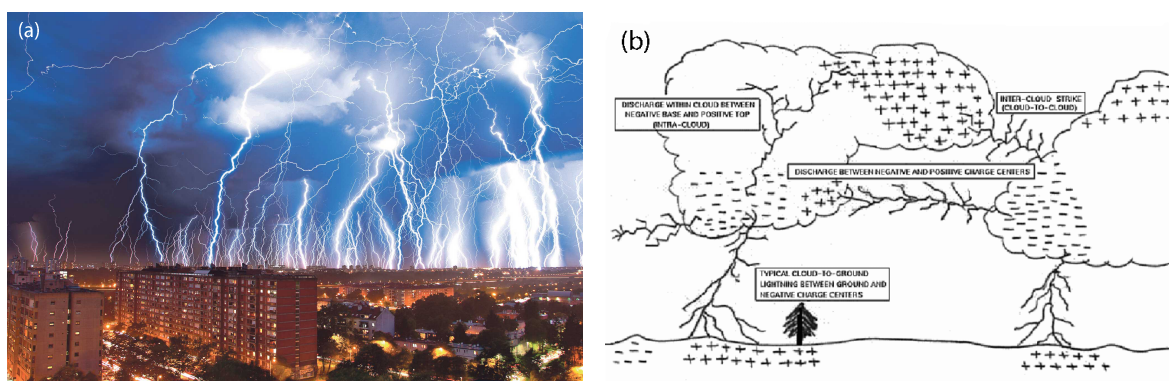 (a)
(b)
DISCHARGE WITHIN CLOUD BETWEEN
NEGATIVE BASE AND POSITIVE TOP
(INTRA-CLOUD)
INTER-CLOUD STRIKE
(CLOUD-TO-CLOUD)
DISCHARGE BETWEEN NEGATIVE AND POSITIVE CHARGE CENTERS
TYPICAL CLOUD-TO-GROUND
LIGHTNING BETWEEN GROUND AND
NEGATIVE CHARGE CENTERS